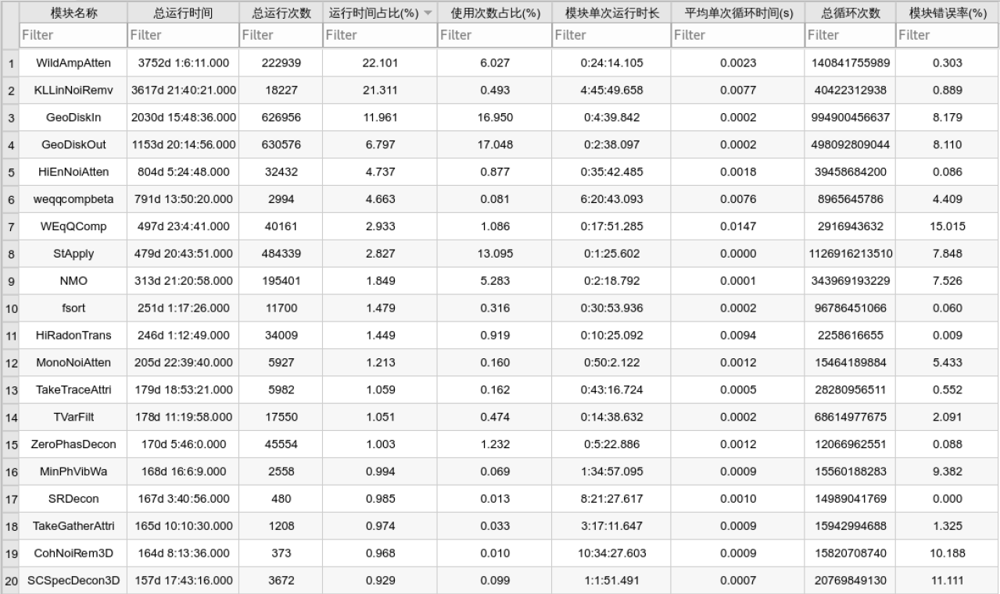 模块名称 总运行时间 总运行次数 运行时间占比(%) 使用次数占比(%) 模块单次运行时长 平均单次循环时间(s) 总循环次数 模块错误率(%)
Filter Filter Filter Filter Filter Filter Filter Filter Filter
1 WildAmpAtten 3752d 1:6:11.000 222939 22.101 6.027 0:24:14.105 0.0023 140841755989 0.303
2 KLLinNoiRemv 3617d 21:40:21.000 18227 21.311 0.493 4:45:49.658 0.0077 40422312938 0.889
3 GeoDiskIn 2030d 15:48:36.000 626956 11.961 16.950 0:4:39.842 0.0002 994900456637 8.179
4 GeoDiskOut 1153d 20:14:56.000 630576 6.797 17.048 0:2:38.097 0.0002 498092809044 8.110
5 HiEnNoiAtten 804d 5:24:48.000 32432 4.737 0.877 0:35:42.485 0.0018 39458684200 0.086
6 weqqcompbeta 791d 13:50:20.000 2994 4.663 0.081 6:20:43.093 0.0076 8965645786 4.409
7 WEqQComp 497d 23:4:41.000 40161 2.933 1.086 0:17:51.285 0.0147 2916943632 15.015
8 StApply 479d 20:43:51.000 484339 2.827 13.095 0:1:25.602 0.0000 1126916213510 7.848
9 NMO 313d 21:20:58.000 195401 1.849 5.283 0:2:18.792 0.0001 343969193229 7.526
10 fsort 251d 1:17:26.000 11700 1.479 0.316 0:30:53.936 0.0002 96786451066 0.060
11 HiRadonTrans 246d 1:12:49.000 34009 1.449 0.919 0:10:25.092 0.0094 2258616655 0.009
12 MonoNoiAtten 205d 22:39:40.000 5927 1.213 0.160 0:50:2.122 0.0012 15464189884 5.433
13 TakeTraceAttri 179d 18:53:21.000 5982 1.059 0.162 0:43:16.724 0.0005 28280956511 0.552
14 TVarFilt 178d 11:19:58.000 17550 1.051 0.474 0:14:38.632 0.0002 68614977675 2.091
15 ZeroPhasDecon 170d 5:46:0.000 45554 1.003 1.232 0:5:22.886 0.0012 12066962551 0.088
16 MinPhVibWa 168d 16:6:9.000 2558 0.994 0.069 1:34:57.095 0.0009 15560188283 9.382
17 SRDecon 167d 3:40:56.000 480 0.985 0.013 8:21:27.617 0.0010 14989041769 0.000
18 TakeGatherAttri 165d 10:10:30.000 1208 0.974 0.033 3:17:11.647 0.0009 15942994688 1.325
19 CohNoiRem3D 164d 8:13:36.000 373 0.968 0.010 10:34:27.603 0.0009 15820708740 10.188
20 SCSpecDecon3D 157d 17:43:16.000 3672 0.929 0.099 1:1:51.491 0.0007 20769849130 11.111